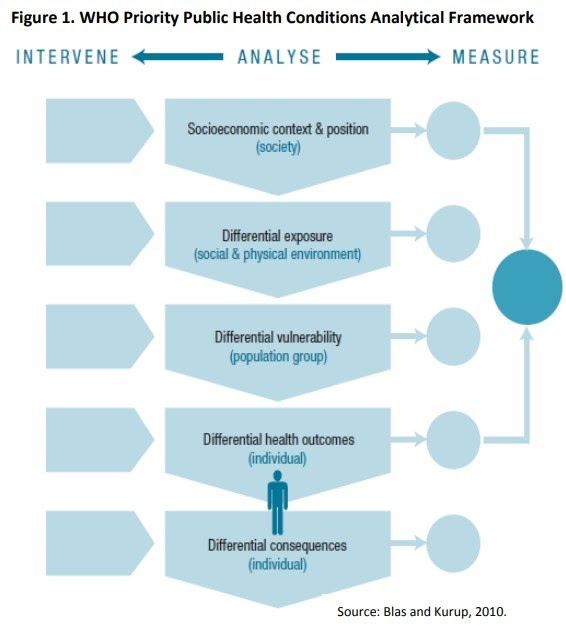 Figure 1. WHO Priority Public Health Conditions Analytical Framework
INTERVENE ANALYSE MEASURE
Socioeconomic context & position
(society)
Differential exposure
(social & physical environment)
Differential vulnerability
(population group)
Differential health outcomes
(individual)
Differential consequences
(individual)
Source: Blas and Kurup, 2010.